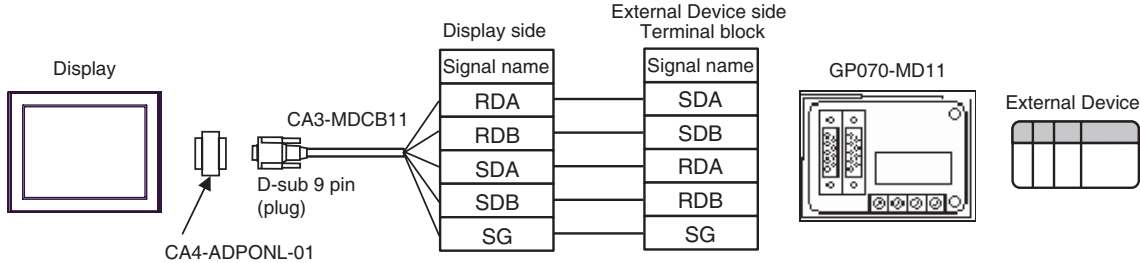 Display
CA3-MDCB11
D-sub 9 pin
(plug)
CA4-ADPONL-01
Display side
Signal name
RDA
RDB
SDA
SDB
SG
External Device side
Terminal block
Signal name
SDA
SDB
RDA
RDB
SG
GP070-MD11
External Device